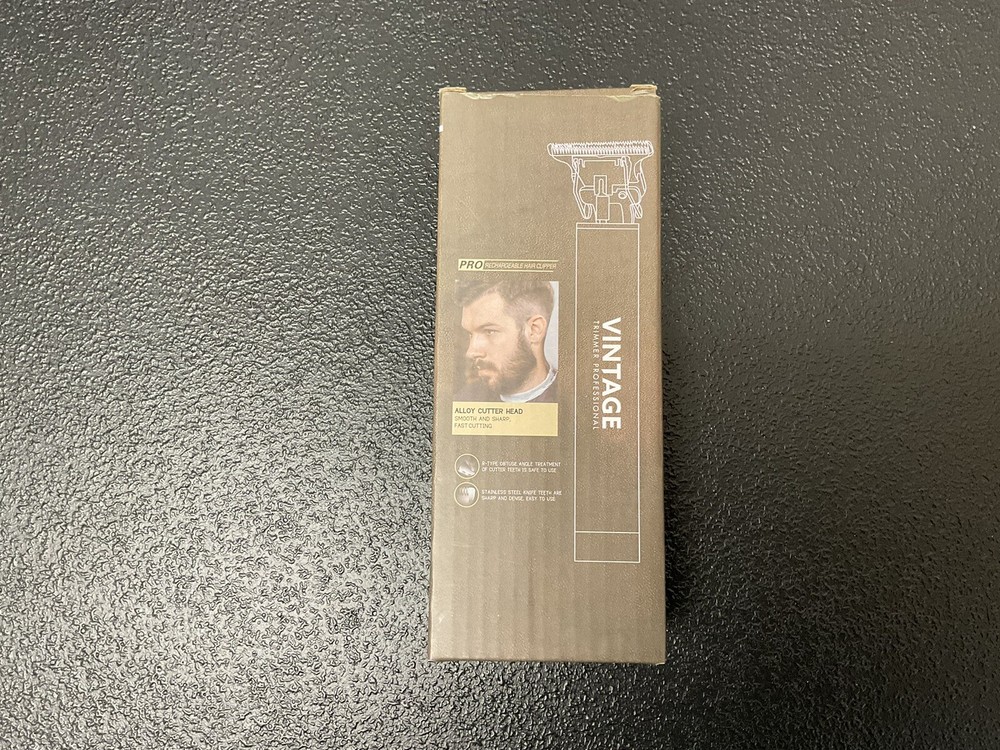 PRO RECHARGEABLE HAIR CLIPPER
ALLOY CUTTER HEAD
SMOOTH AND SHARP,
FAST CUTTING
R-TYPE OBTUSE ANGLE TREATMENT
OF CUTTER TEETH IS SAFE TO USE
STAINLESS STEEL KNIFE TEETH ARE
SHARP AND DENSE, EASY TO USE
VINTAGE
TRIMMER PROFESSIONAL